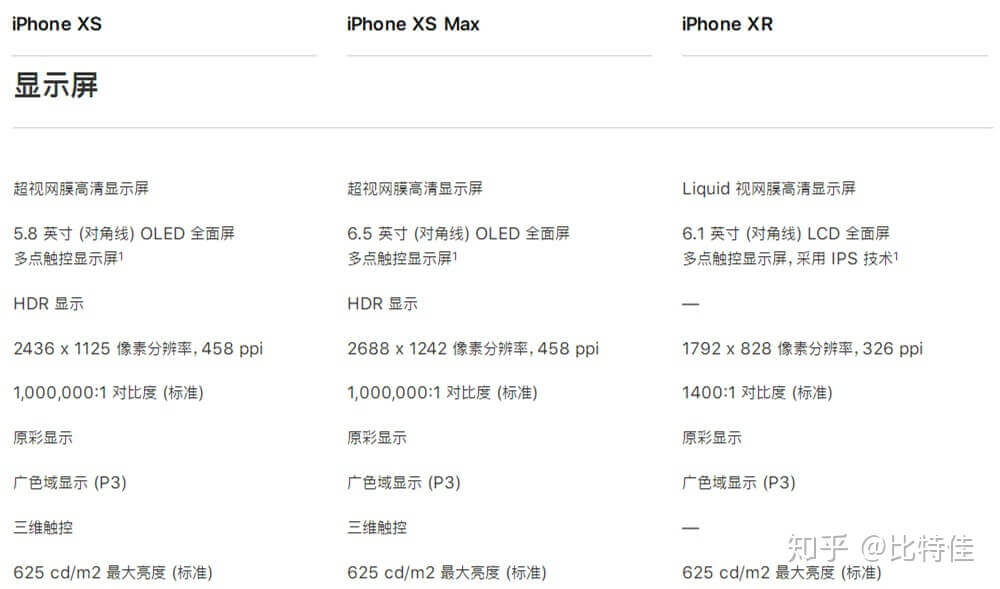 iPhone XS iPhone XS Max iPhone XR
显示屏
超视网膜高清显示屏 超视网膜高清显示屏 Liquid 视网膜高清显示屏
5.8 英寸 (对角线) OLED 全面屏 6.5 英寸 (对角线) OLED 全面屏 6.1 英寸 (对角线) LCD 全面屏
多点触控显示屏¹ 多点触控显示屏¹ 多点触控显示屏, 采用 IPS 技术¹
HDR 显示 HDR 显示 —
2436 x 1125 像素分辨率, 458 ppi 2688 x 1242 像素分辨率, 458 ppi 1792 x 828 像素分辨率, 326 ppi
1,000,000:1 对比度 (标准) 1,000,000:1 对比度 (标准) 1400:1 对比度 (标准)
原彩显示 原彩显示 原彩显示
广色域显示 (P3) 广色域显示 (P3) 广色域显示 (P3)
三维触控 三维触控 —
625 cd/m2 最大亮度 (标准) 625 cd/m2 最大亮度 (标准) 625 cd/m2 最大亮度 (标准)
知乎 @比特佳